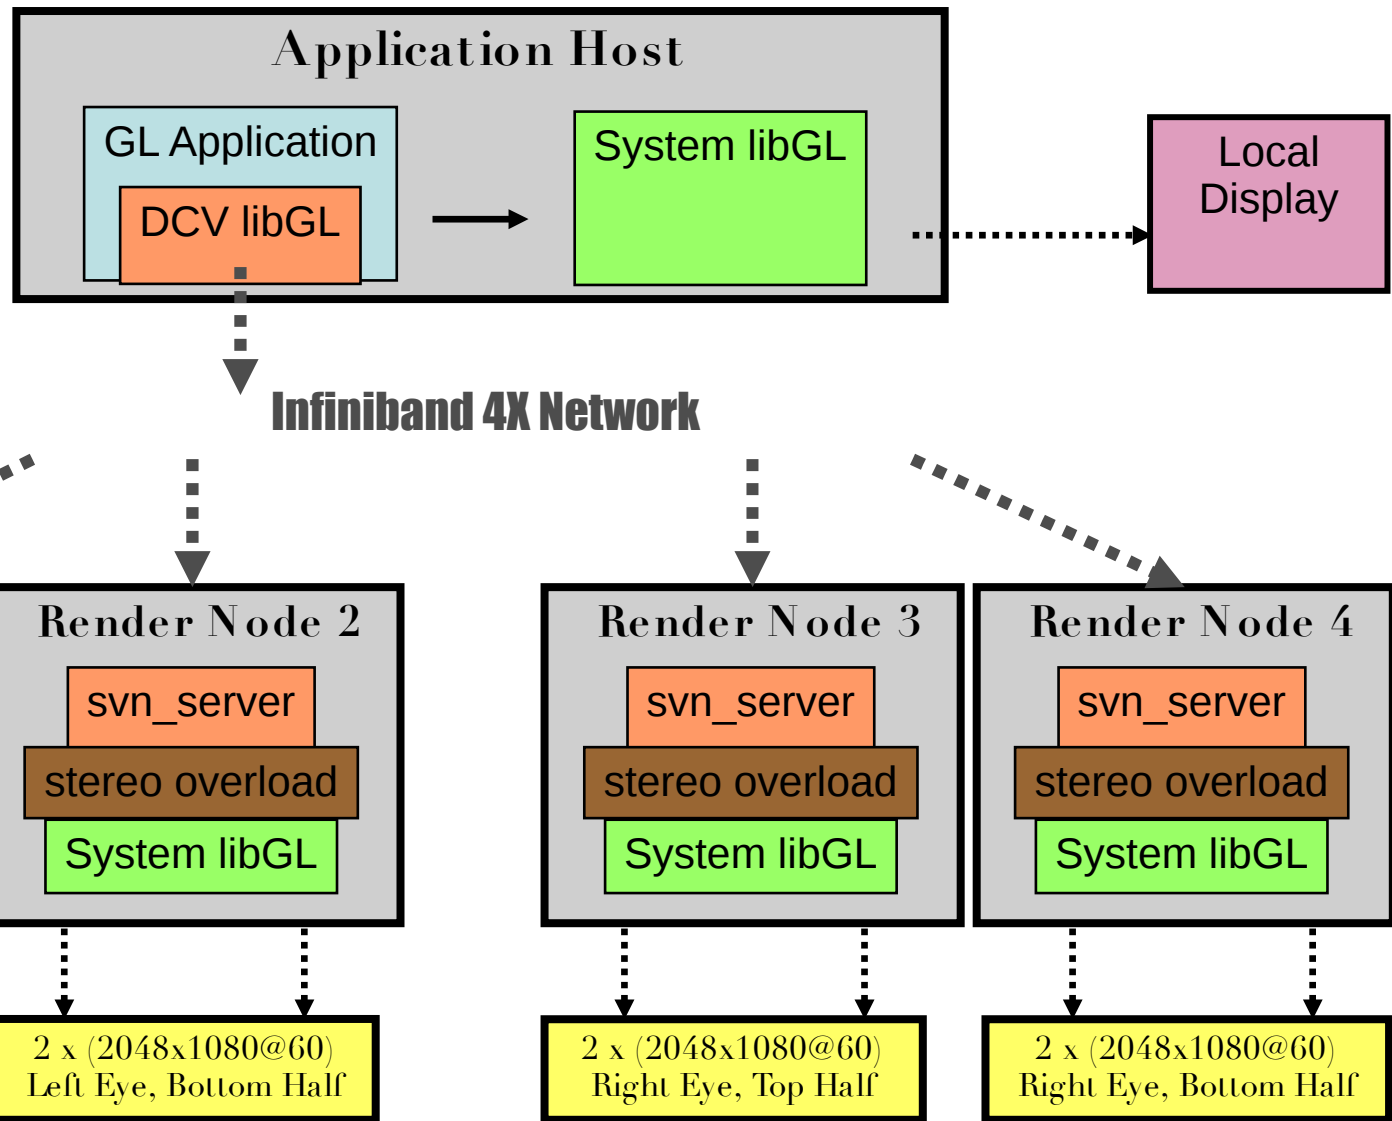 Application Host
GL Application
DCV libGL
System libGL
Local
Display
Infiniband 4X Network
Render Node 2
svn_server
stereo overload
System libGL
2 x (2048x1080@60)
Left Eye, Bottom Half
Render Node 3
svn_server
stereo overload
System libGL
2 x (2048x1080@60)
Right Eye, Top Half
Render Node 4
svn_server
stereo overload
System libGL
2 x (2048x1080@60)
Right Eye, Bottom Half